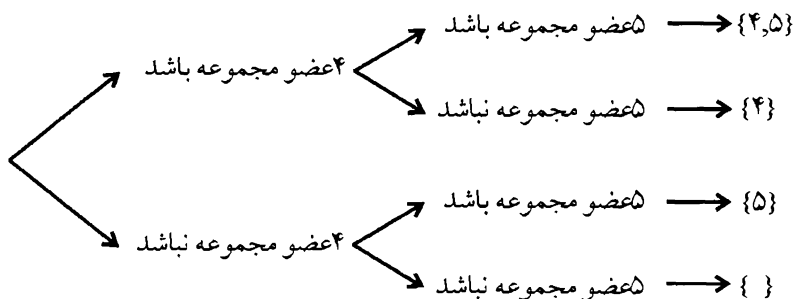 ۵عضو مجموعه باشد {۴,۵}
۴عضو مجموعه باشد
۵عضو مجموعه نباشد {۴}
۵عضو مجموعه باشد {۵}
۴عضو مجموعه نباشد
۵عضو مجموعه نباشد { }